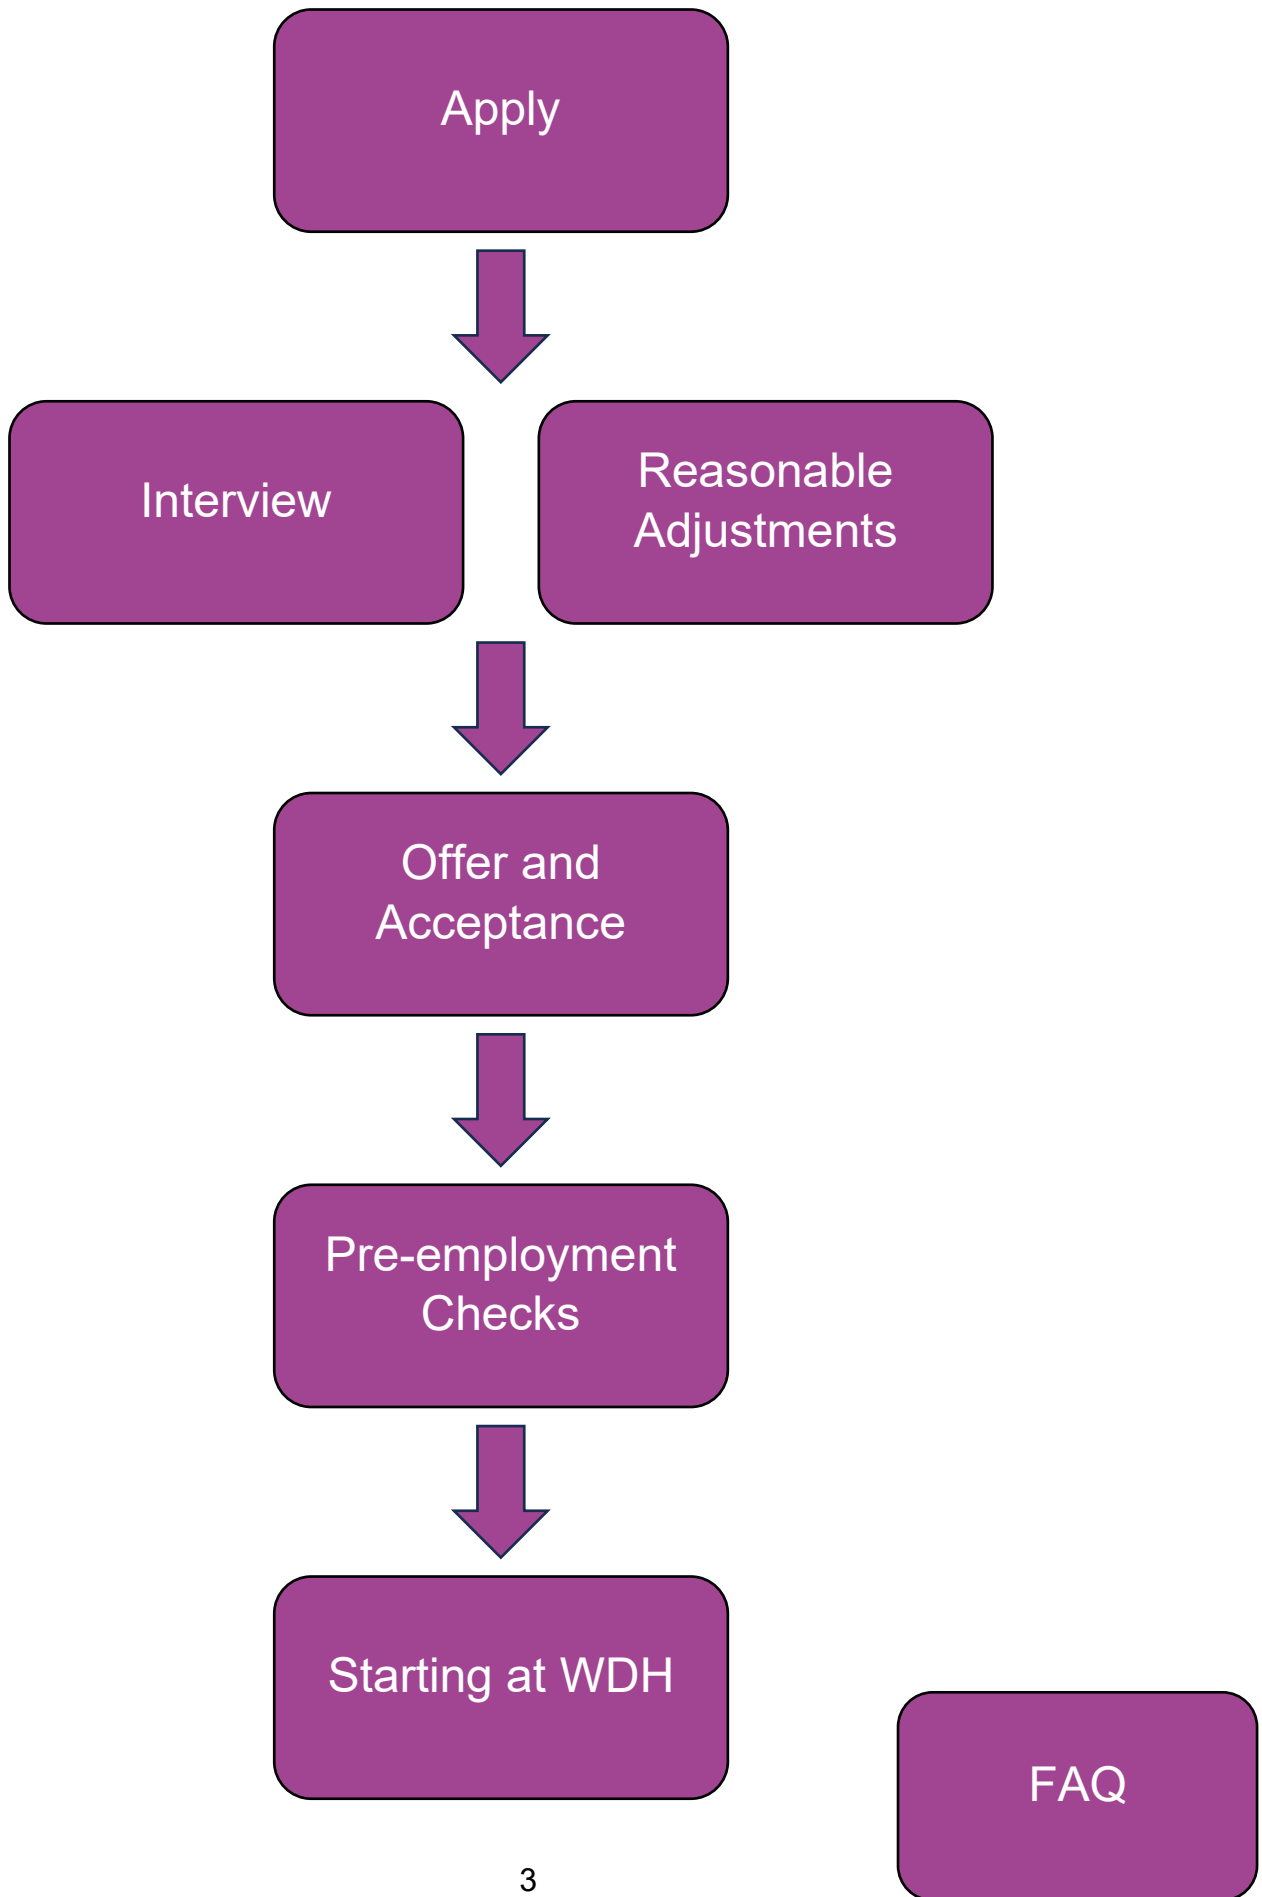 Apply
Interview
Reasonable
Adjustments
Offer and
Acceptance
Pre-employment
Checks
Starting at WDH
FAQ
3